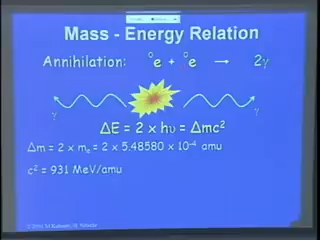 Mass - Energy Relation
Annihilation: ⁰e + ⁰e → 2γ
γ γ
ΔE = 2 x hυ = Δmc²
Δm = 2 x mₑ = 2 x 5.48580 x 10⁻⁴ amu
c² = 931 MeV/amu